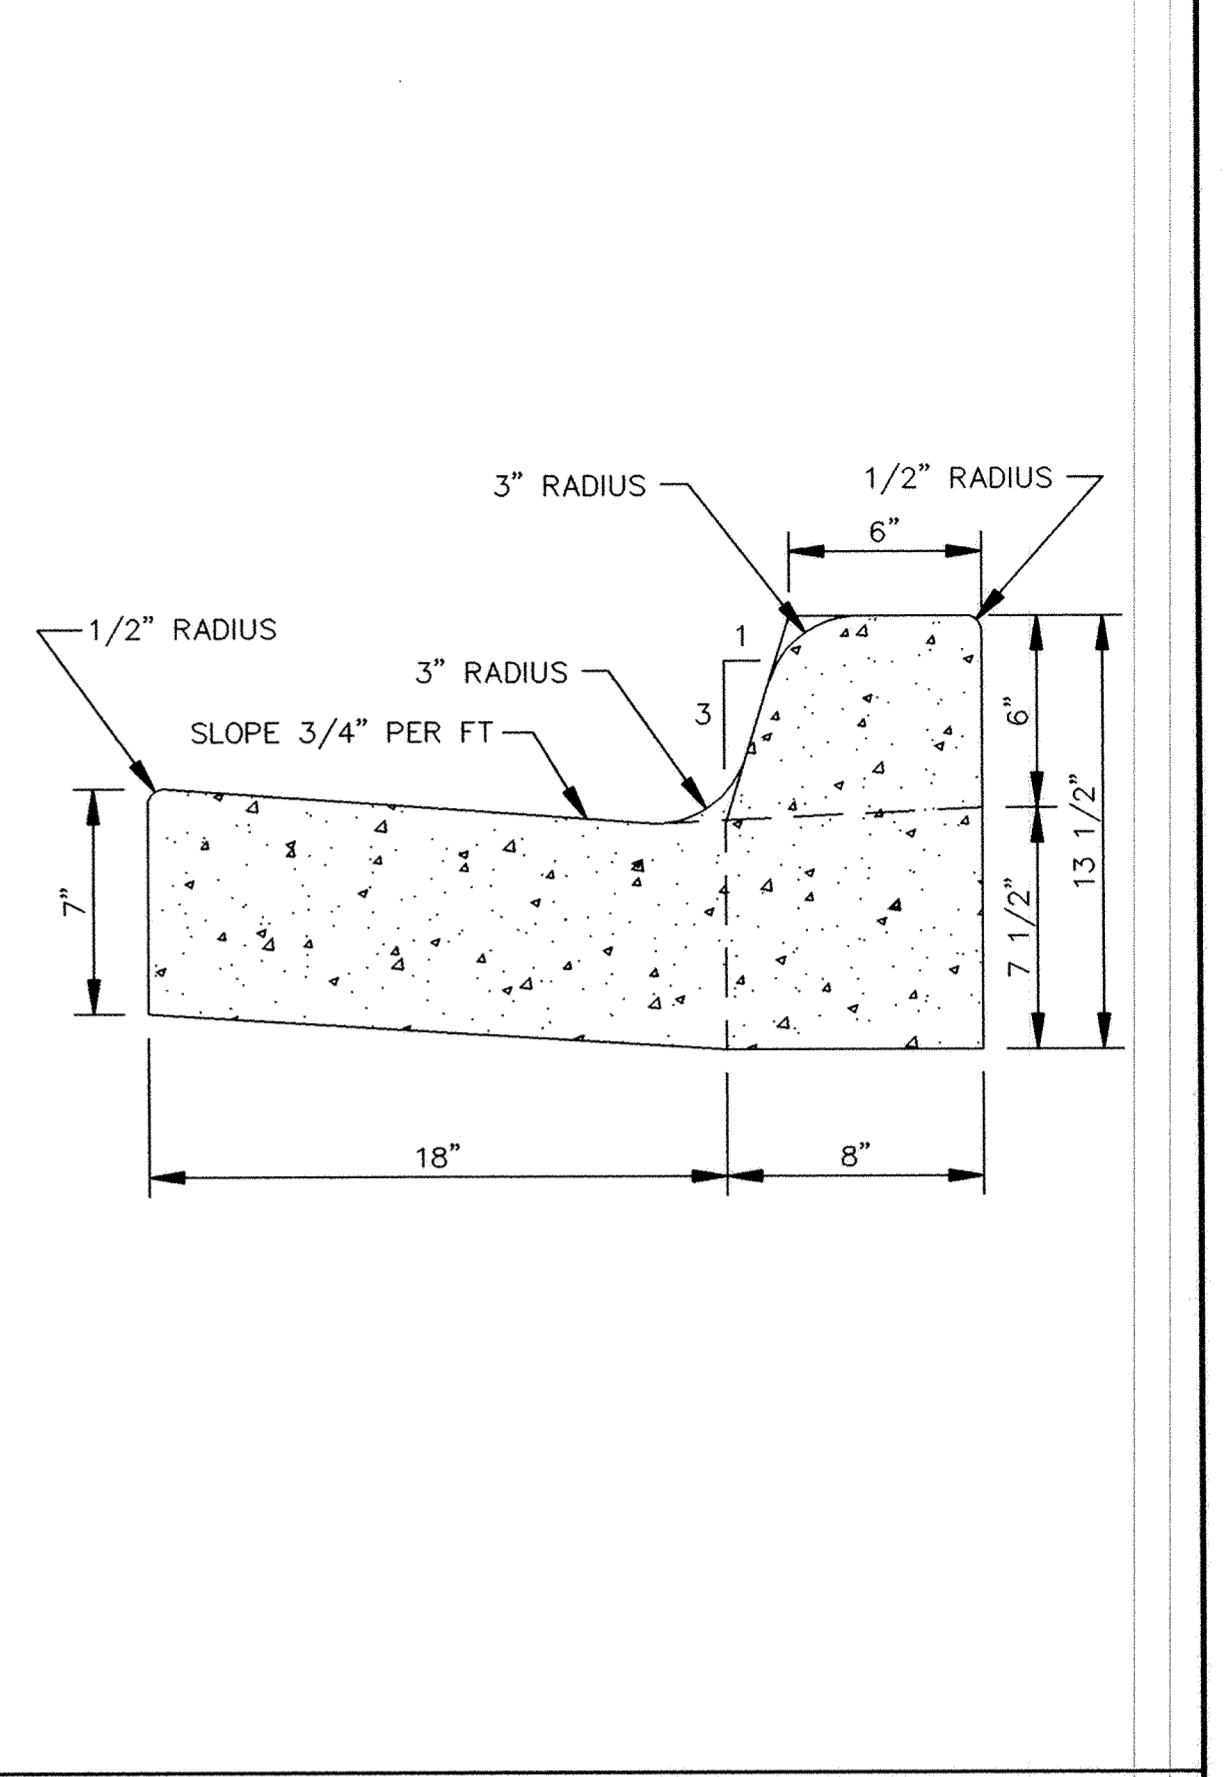 3” RADIUS
1/2” RADIUS
6”
1/2” RADIUS
1
3” RADIUS
3
6”
SLOPE 3/4” PER FT
13 1/2”
7”
7 1/2”
18”
8”